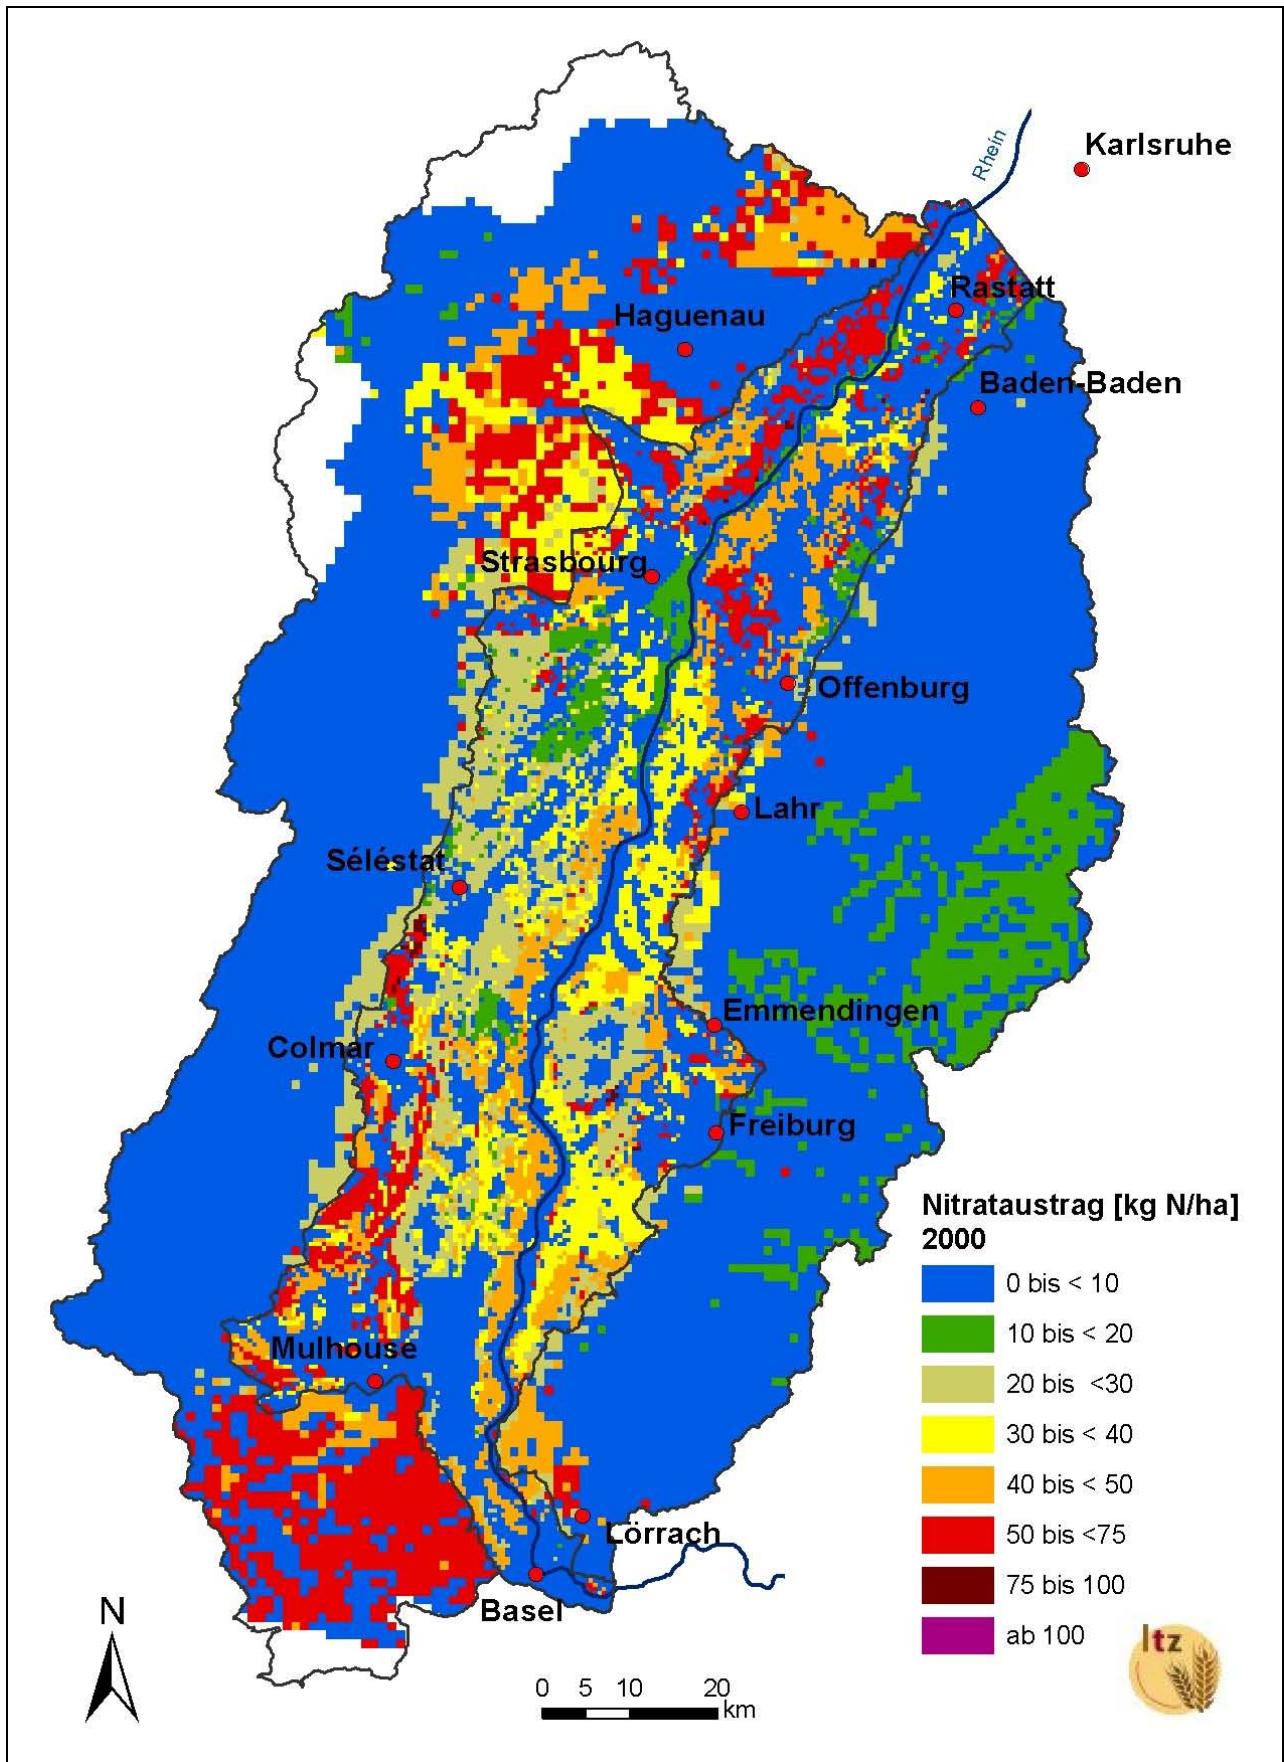 Karlsruhe
Rhein
Rastatt
Haguenau
Baden-Baden
Strasbourg
Offenburg
Lahr
Séléstat
Emmendingen
Colmar
Freiburg
Nitrataustrag [kg N/ha]
2000
0 bis < 10
10 bis < 20
20 bis <30
30 bis < 40
40 bis < 50
50 bis <75
75 bis 100
ab 100
Mulhouse
Lörrach
Basel
N
0 5 10 20
km
ltz